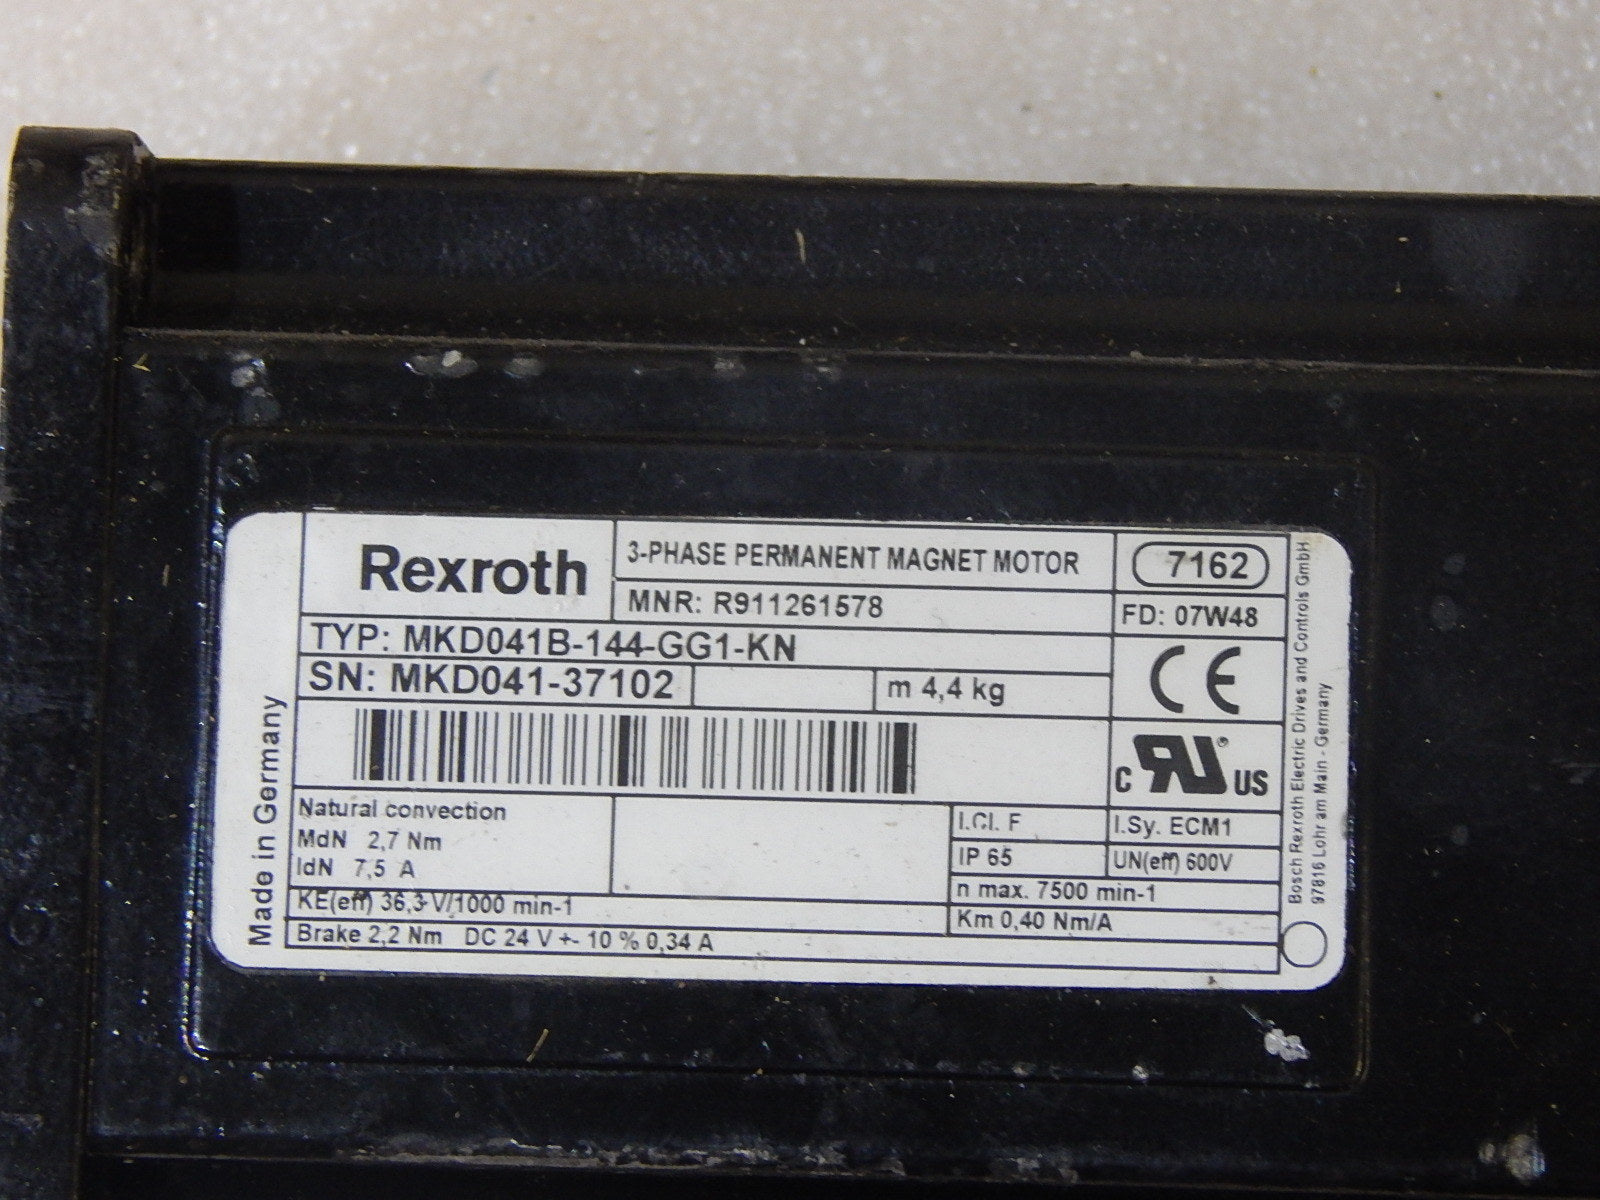 Rexroth
3-PHASE PERMANENT MAGNET MOTOR
7162
MNR: R911261578
FD: 07W48
TYP: MKD041B-144-GG1-KN
SN: MKD041-37102
m 4,4 kg
CE
c RU® US
Made in Germany
Natural convection
MdN 2,7 Nm
IdN 7,5 A
I.Cl. F
I.Sy. ECM1
IP 65
UN(eff) 600V
n max. 7500 min-1
KE(eff) 36,3 V/1000 min-1
Km 0,40 Nm/A
Brake 2,2 Nm DC 24 V +- 10 % 0,34 A
Bosch Rexroth Electric Drives and Controls GmbH
97816 Lohr am Main - Germany